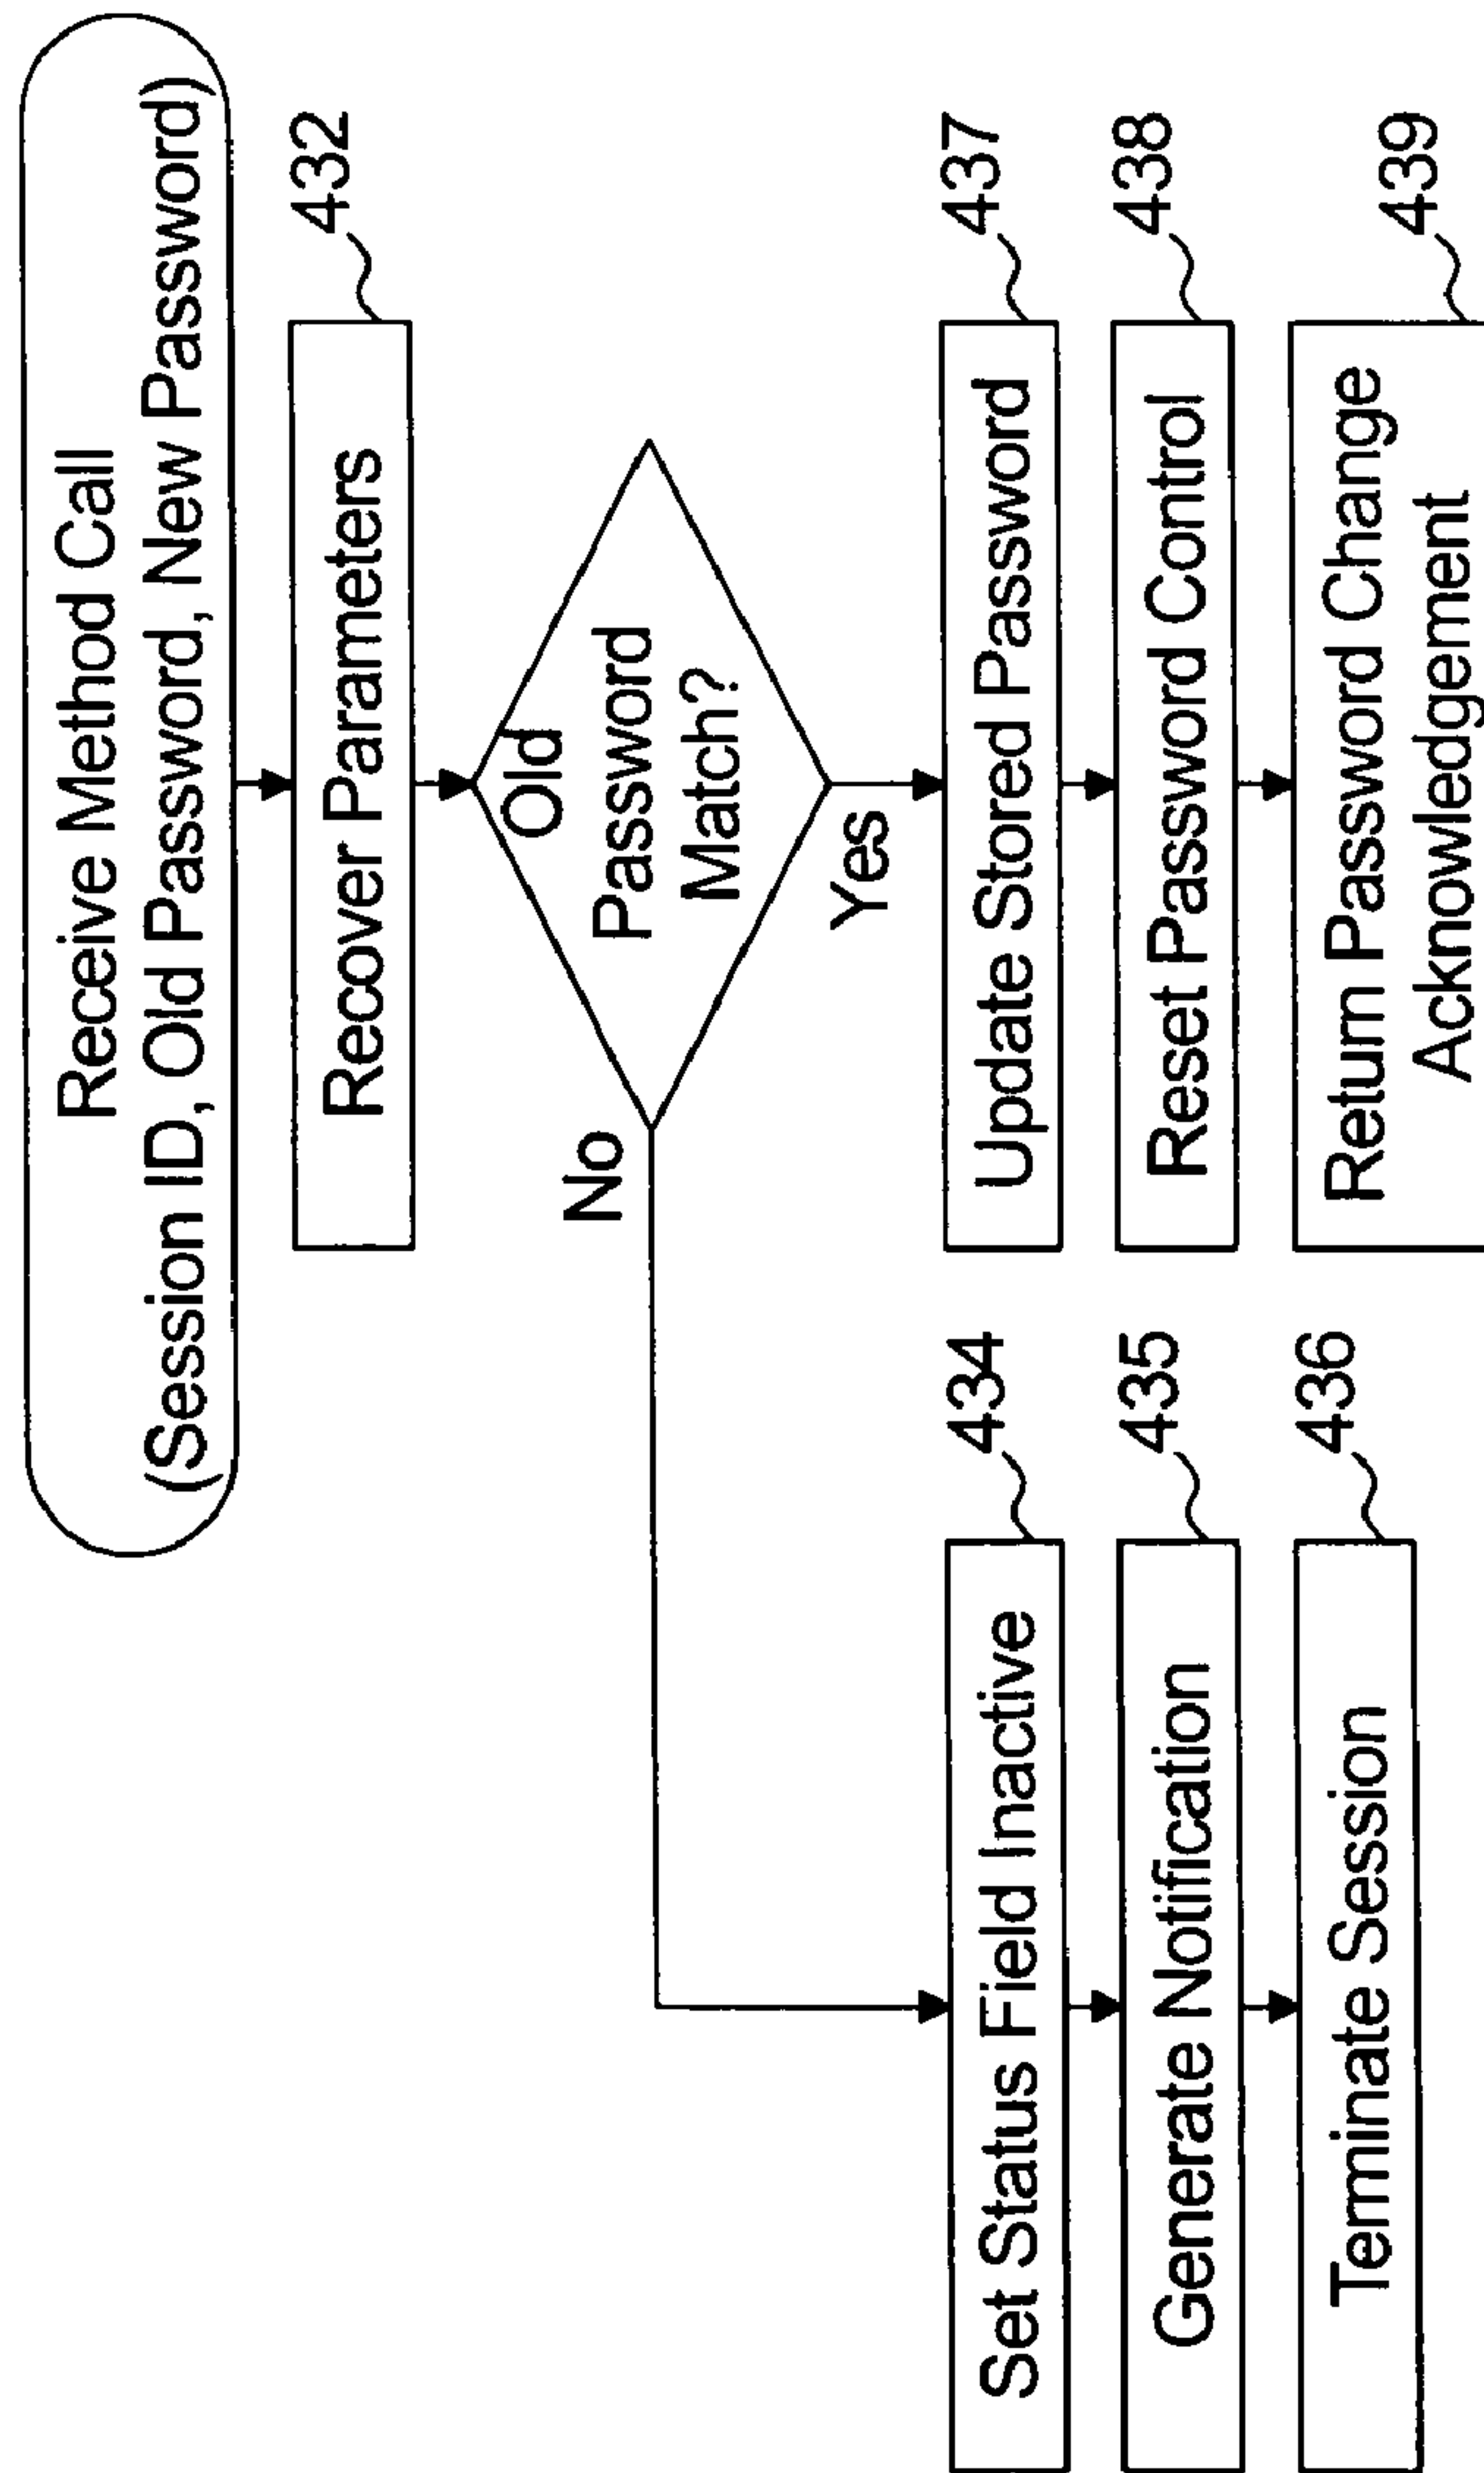 Receive Method Call
(Session ID, Old Password, New Password)
Recover Parameters
432
Old
Password
Match?
No
Yes
Set Status Field Inactive
434
Generate Notification
435
Terminate Session
436
Update Stored Password
437
Reset Password Control
438
Return Password Change
Acknowledgement
439